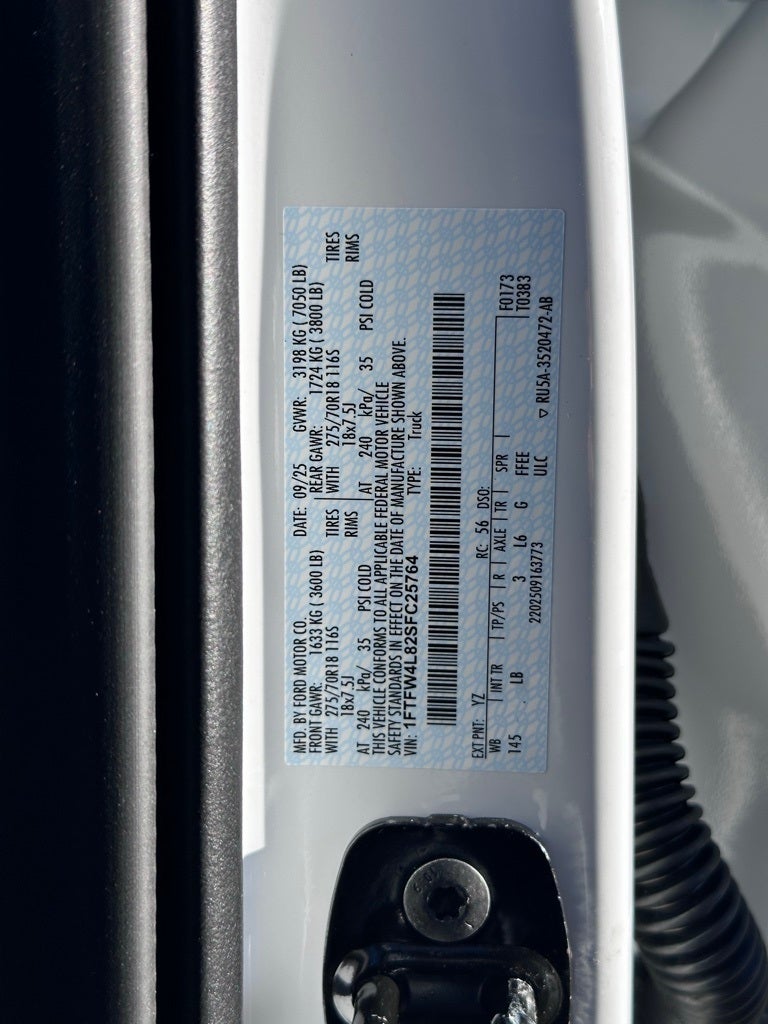 MFD. BY FORD MOTOR CO. DATE: 09/25 GVWR: 3198 KG ( 7050 LB)
FRONT GAWR: 1633 KG ( 3600 LB) REAR GAWR: 1724 KG ( 3800 LB)
WITH 275/70R18 116S TIRES WITH 275/70R18 116S TIRES
18x7.5J RIMS 18x7.5J RIMS
AT 240 kPa/ 35 PSI COLD AT 240 kPa/ 35 PSI COLD
THIS VEHICLE CONFORMS TO ALL APPLICABLE FEDERAL MOTOR VEHICLE
SAFETY STANDARDS IN EFFECT ON THE DATE OF MANUFACTURE SHOWN ABOVE.
VIN: 1FTFW4L82SFC25764 TYPE: Truck
EXT PNT: YZ RC: 56 DSO: F0173
WB INT TR TP/PS R AXLE TR SPR T0383
145 LB 3 L6 G FFEE
2202509163773 ULC ▽ RU5A-3520472-AB